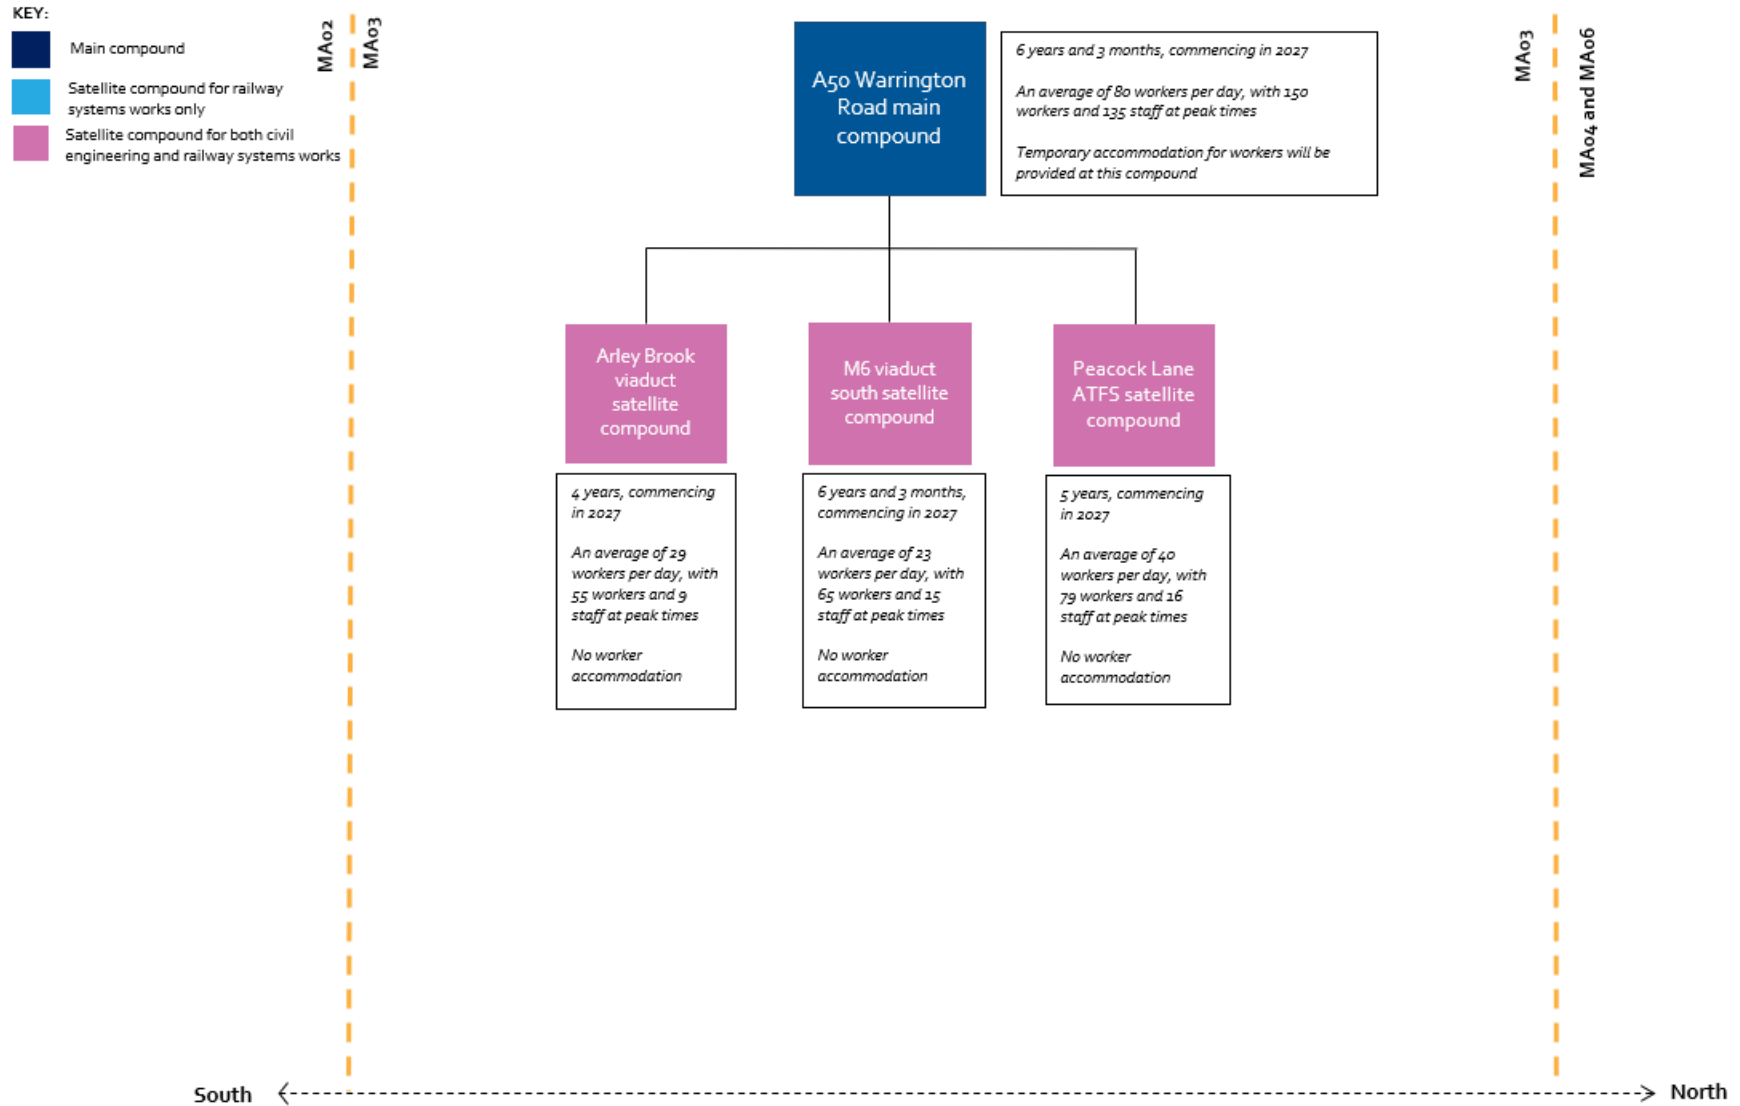 KEY:
Main compound
Satellite compound for railway
systems works only
Satellite compound for both civil
engineering and railway systems works
MA02
MA03
A50 Warrington
Road main
compound
6 years and 3 months, commencing in 2027
An average of 80 workers per day, with 150
workers and 135 staff at peak times
Temporary accommodation for workers will be
provided at this compound
MA03
MA04 and MA06
Arley Brook
viaduct
satellite
compound
M6 viaduct
south satellite
compound
Peacock Lane
ATFS satellite
compound
4 years, commencing
in 2027
An average of 29
workers per day, with
55 workers and 9
staff at peak times
No worker
accommodation
6 years and 3 months,
commencing in 2027
An average of 23
workers per day, with
65 workers and 15
staff at peak times
No worker
accommodation
5 years, commencing
in 2027
An average of 40
workers per day, with
79 workers and 16
staff at peak times
No worker
accommodation
South
North